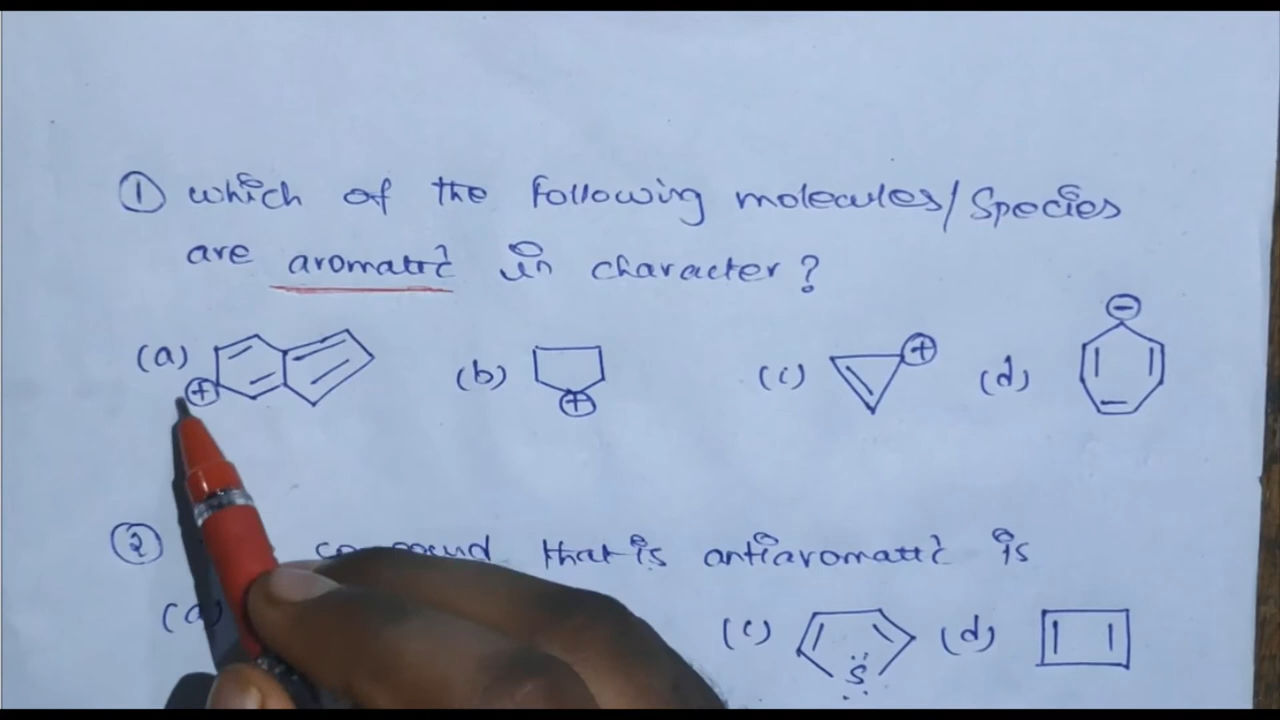 ① which of the following molecules/species
are aromatic in character?
(a) (b) (c) (d)
② that is antiaromatic is
(a) (c) S (d)